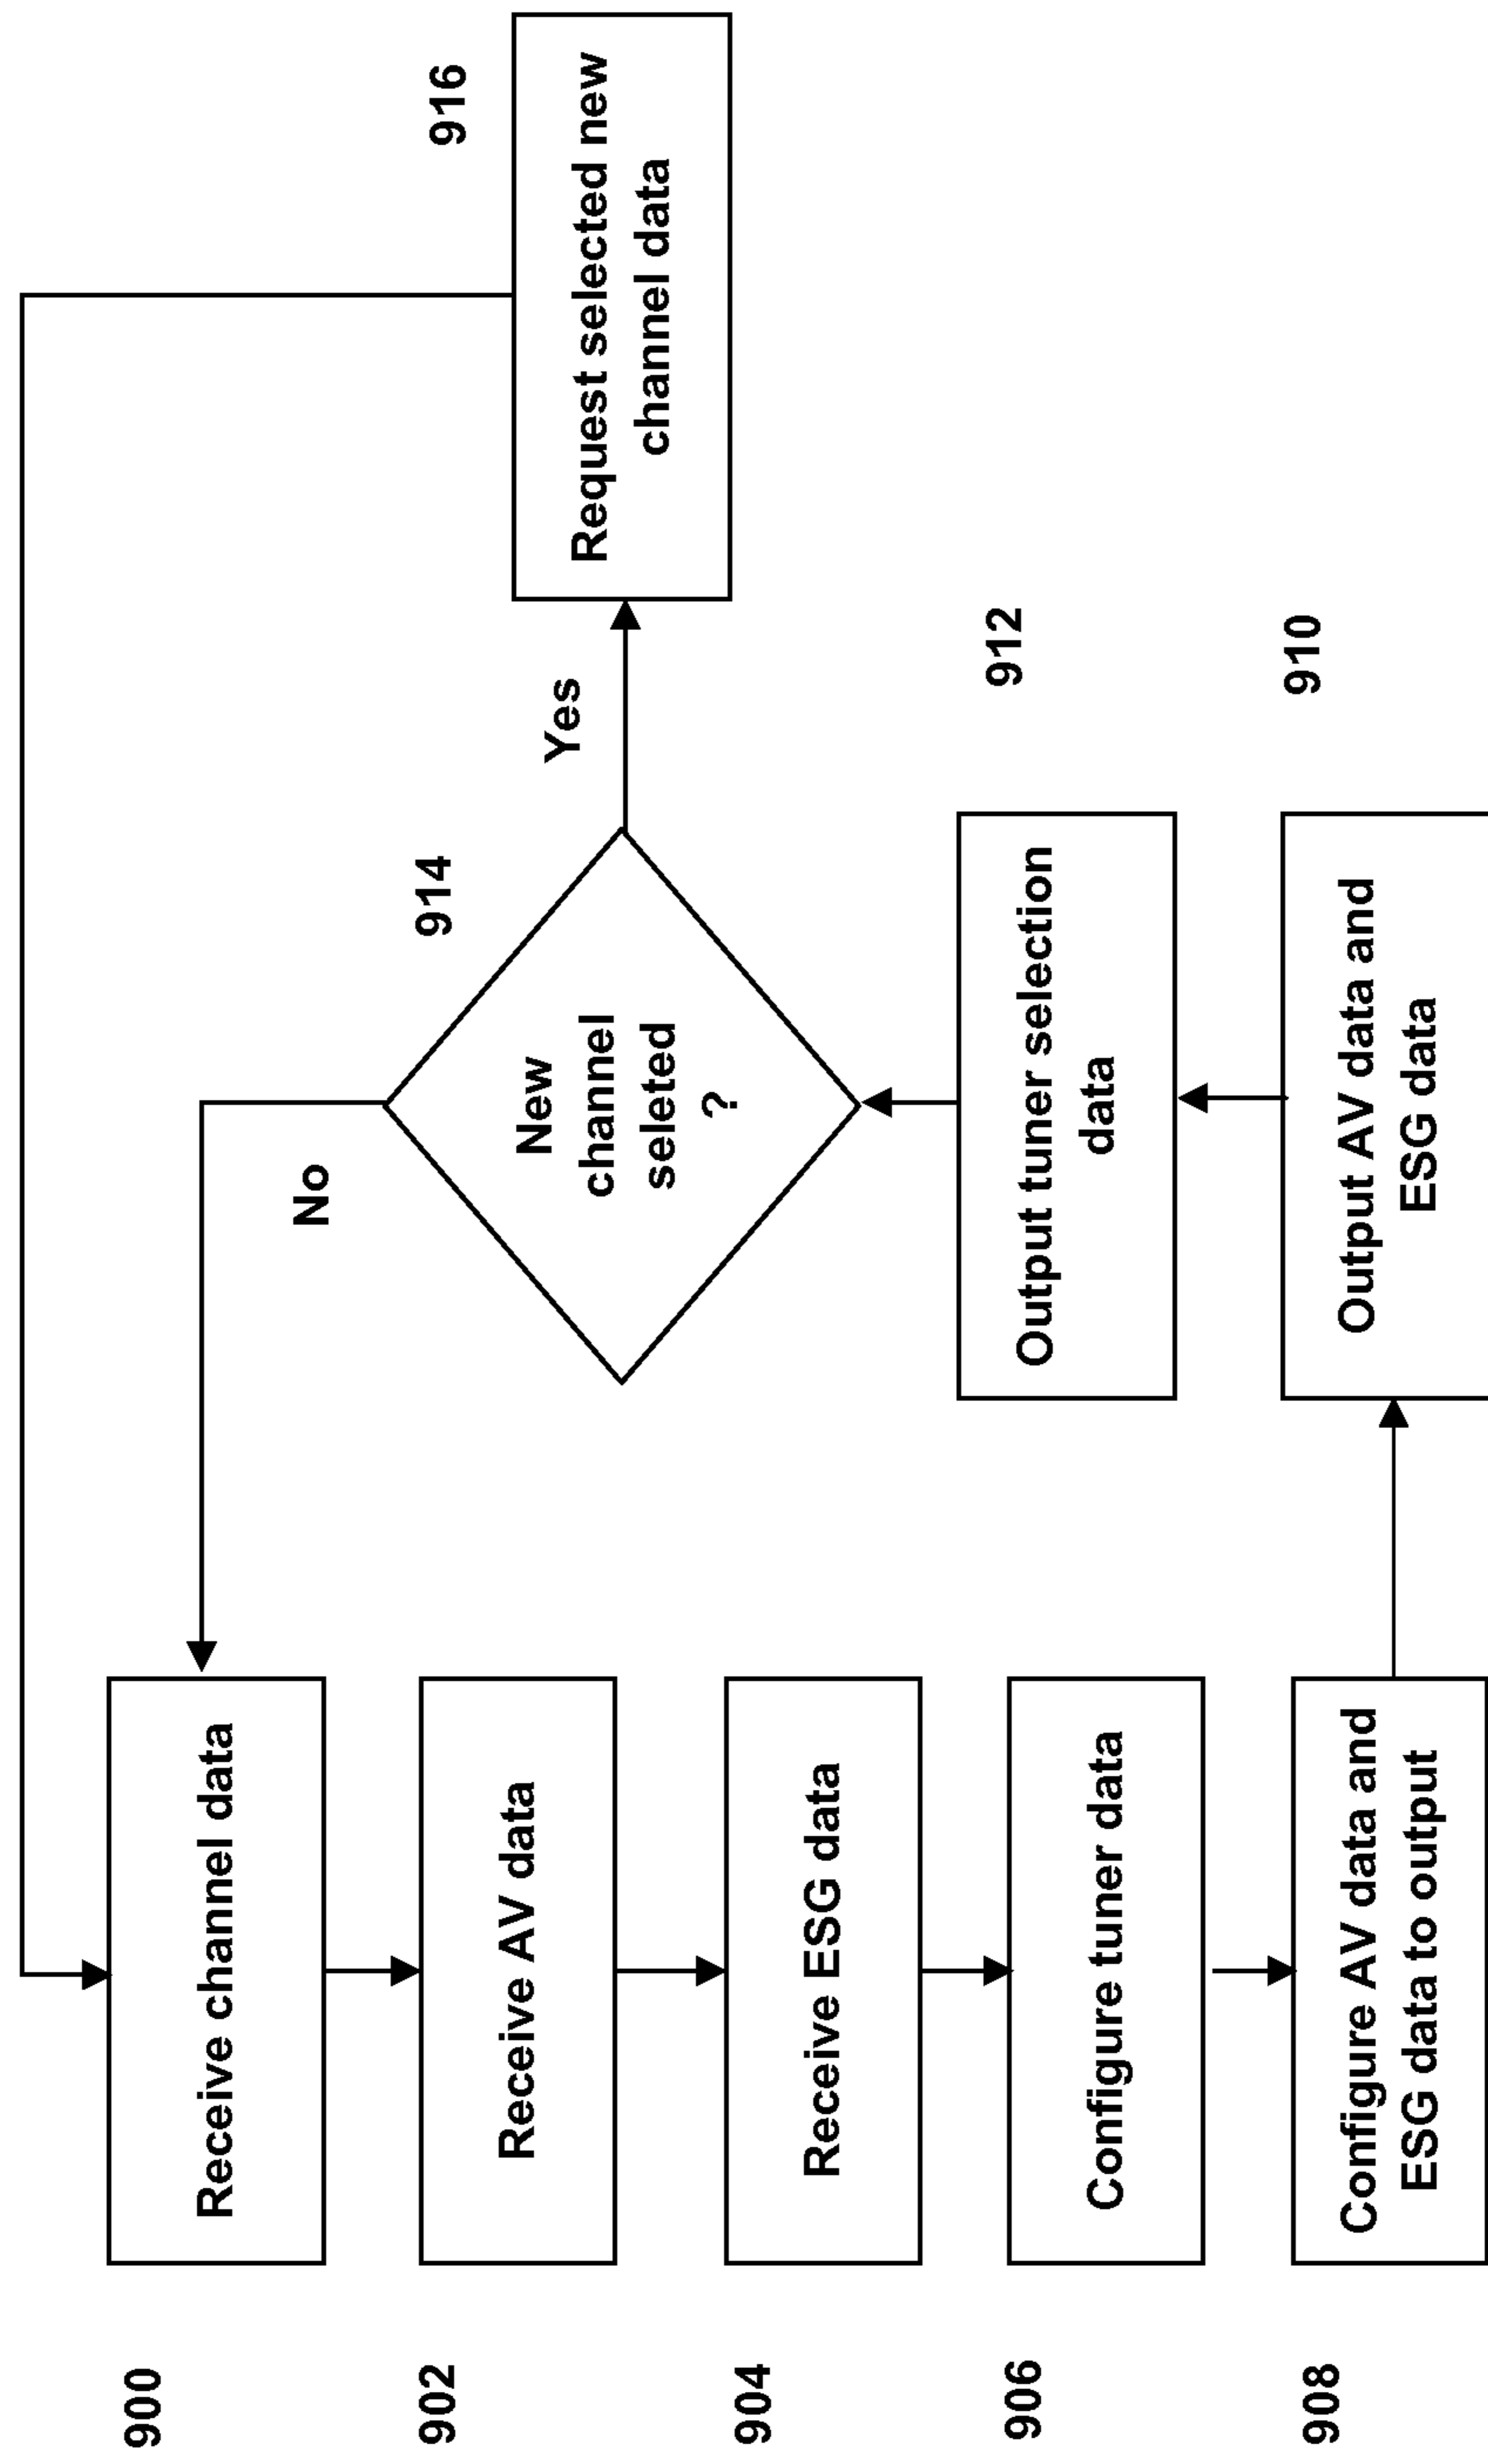 900
Receive channel data
902
Receive AV data
904
Receive ESG data
906
Configure tuner data
908
Configure AV data and
ESG data to output
Output AV data and
ESG data
910
Output tuner selection
data
912
New
channel
seleted
?
914
No
Yes
Request selected new
channel data
916